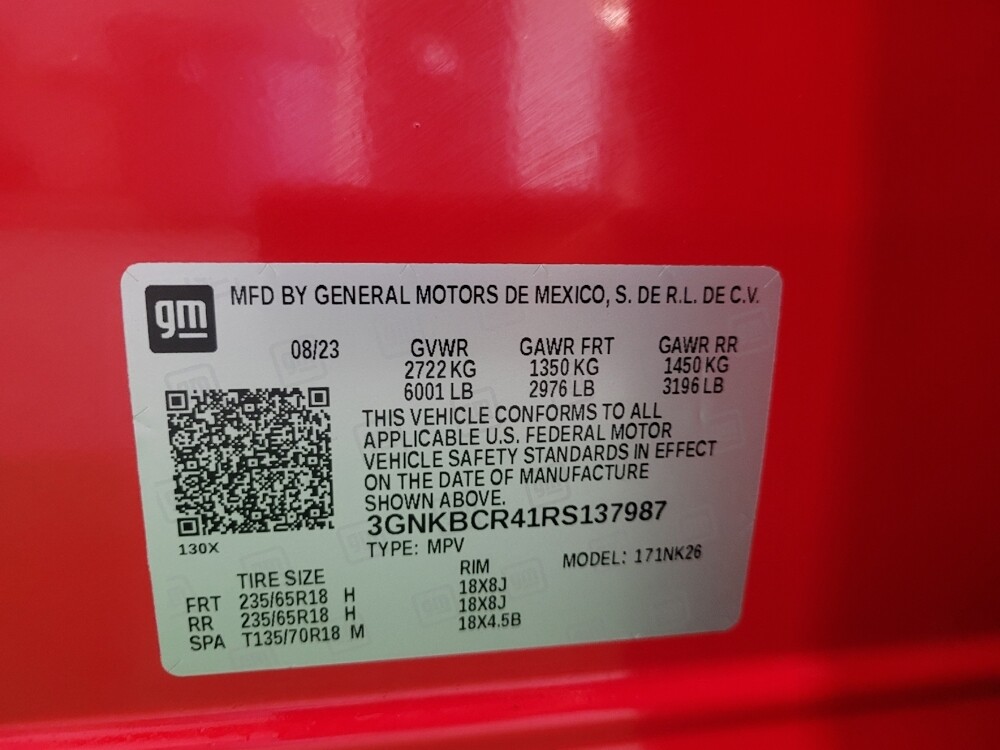 gm
MFD BY GENERAL MOTORS DE MEXICO, S. DE R.L. DE C.V.
08/23 GVWR GAWR FRT GAWR RR
2722 KG 1350 KG 1450 KG
6001 LB 2976 LB 3196 LB
THIS VEHICLE CONFORMS TO ALL
APPLICABLE U.S. FEDERAL MOTOR
VEHICLE SAFETY STANDARDS IN EFFECT
ON THE DATE OF MANUFACTURE
SHOWN ABOVE.
3GNKBCR41RS137987
130X
TYPE: MPV MODEL: 171NK26
TIRE SIZE RIM
FRT 235/65R18 H 18X8J
RR 235/65R18 H 18X8J
SPA T135/70R18 M 18X4.5B